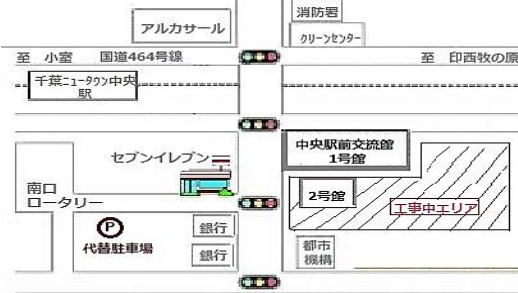 アルカサール
消防署
クリーンセンター
至 小室 国道464号線
至 印西牧の原
千葉ニュータウン中央
駅
中央駅前交流館
1号館
セブンイレブン
南口
ロータリー
2号館
工事中エリア
P
代替駐車場
銀行
銀行
都市
機構